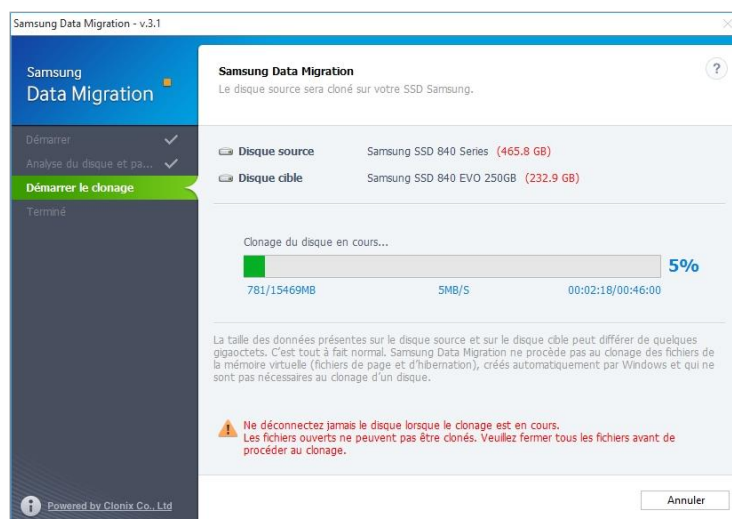 Samsung Data Migration - v.3.1
Samsung
Data Migration
Samsung Data Migration
Le disque source sera cloné sur votre SSD Samsung.
?
Démarrer
Analyse du disque et pa...
Démarrer le clonage
Terminé
Disque source Samsung SSD 840 Series (465.8 GB)
Disque cible Samsung SSD 840 EVO 250GB (232.9 GB)
Clonage du disque en cours...
5%
781/15469MB 5MB/S 00:02:18/00:46:00
La taille des données présentes sur le disque source et sur le disque cible peut différer de quelques
gigaoctets. C'est tout à fait normal. Samsung Data Migration ne procède pas au clonage des fichiers de
la mémoire virtuelle (fichiers de page et d'hibernation), créés automatiquement par Windows et qui ne
sont pas nécessaires au clonage d'un disque.
Ne déconnectez jamais le disque lorsque le clonage est en cours.
Les fichiers ouverts ne peuvent pas être clonés. Veuillez fermer tous les fichiers avant de
procéder au clonage.
Powered by Clonix Co., Ltd
Annuler